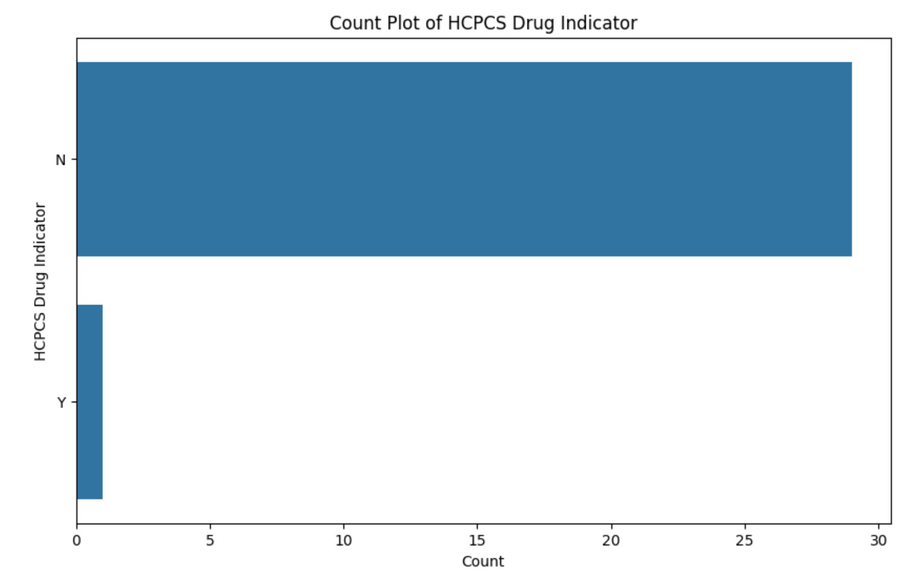 Count Plot of HCPCS Drug Indicator
HCPCS Drug Indicator
N
Y
0 5 10 15 20 25 30
Count